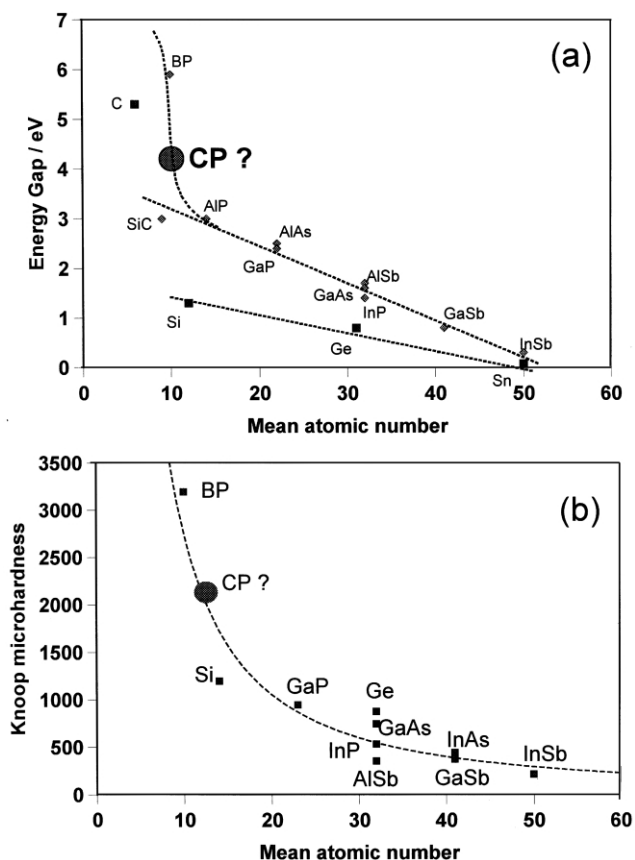 (a)
Energy Gap / eV
7
6
5
4
3
2
1
0
BP
C
CP ?
SiC
AlP
AlAs
GaP
AlSb
GaAs
InP
GaSb
InSb
Si
Ge
Sn
0 10 20 30 40 50 60
Mean atomic number
(b)
Knoop microhardness
3500
3000
2500
2000
1500
1000
500
0
BP
CP ?
Si
GaP
Ge
GaAs
InP
AlSb
InAs
GaSb
InSb
0 10 20 30 40 50 60
Mean atomic number